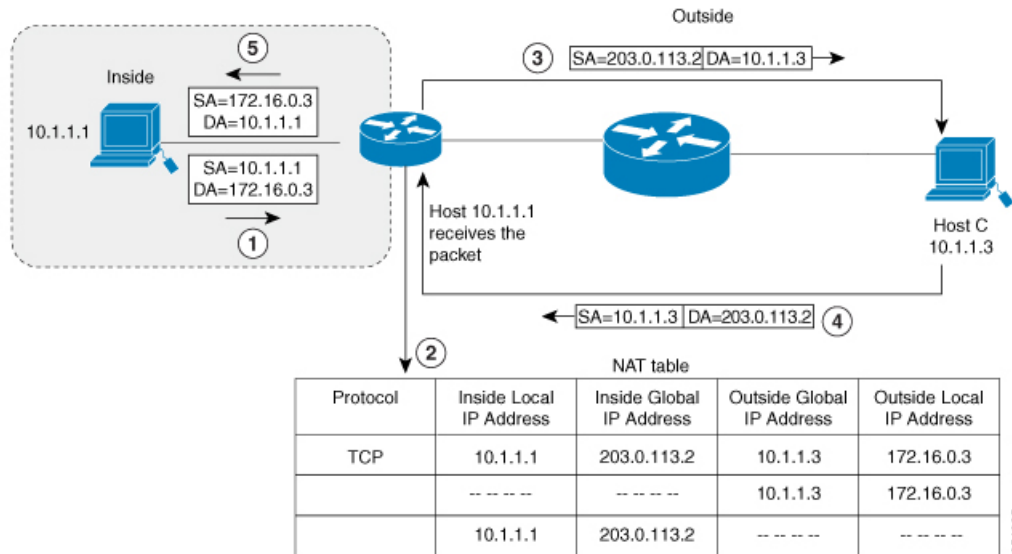 Outside
5
3
SA=203.0.113.2 DA=10.1.1.3
Inside
SA=172.16.0.3
DA=10.1.1.1
10.1.1.1
SA=10.1.1.1
DA=172.16.0.3
1
Host 10.1.1.1
receives the
packet
Host C
10.1.1.3
SA=10.1.1.3 DA=203.0.113.2
4
2
NAT table
Protocol Inside Local IP Address Inside Global IP Address Outside Global IP Address Outside Local IP Address
TCP 10.1.1.1 203.0.113.2 10.1.1.3 172.16.0.3
-- -- -- -- -- -- -- -- 10.1.1.3 172.16.0.3
10.1.1.1 203.0.113.2 -- -- -- -- -- -- -- --